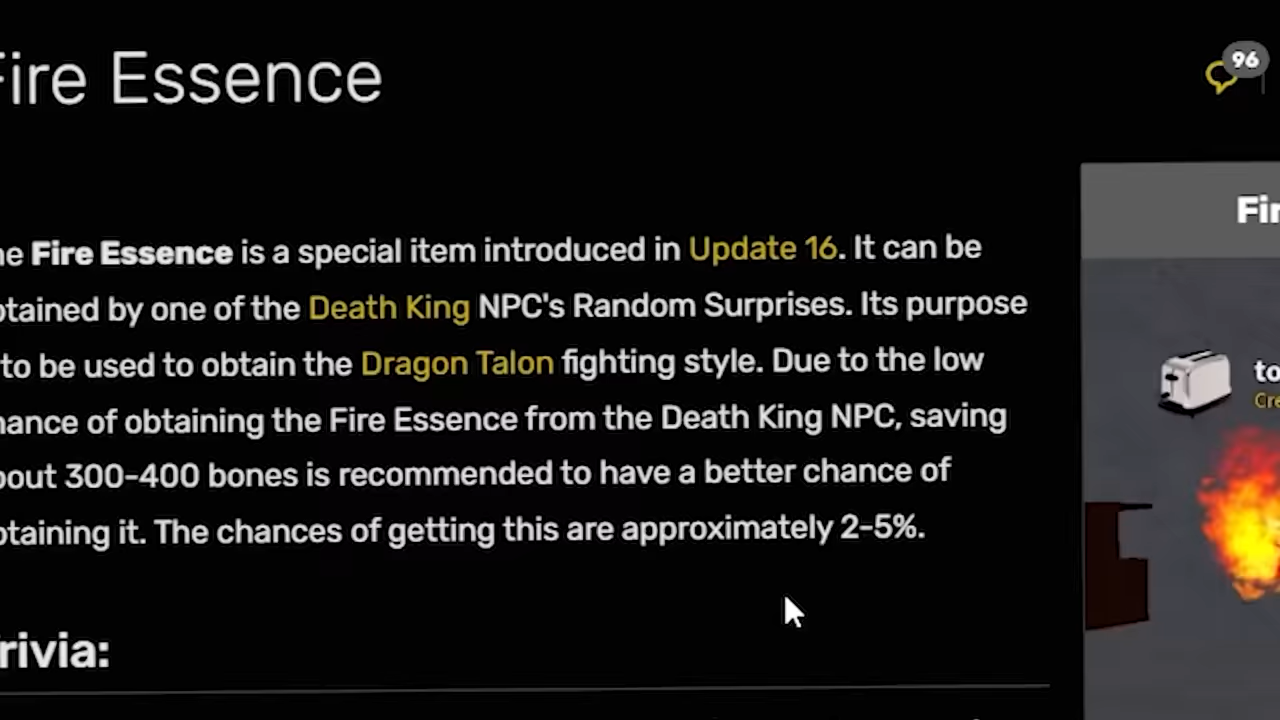 Fire Essence
96
he Fire Essence is a special item introduced in Update 16. It can be
btained by one of the Death King NPC's Random Surprises. Its purpose
to be used to obtain the Dragon Talon fighting style. Due to the low
hance of obtaining the Fire Essence from the Death King NPC, saving
bout 300-400 bones is recommended to have a better chance of
btaining it. The chances of getting this are approximately 2-5%.
rivia:
Fir
to
Cre